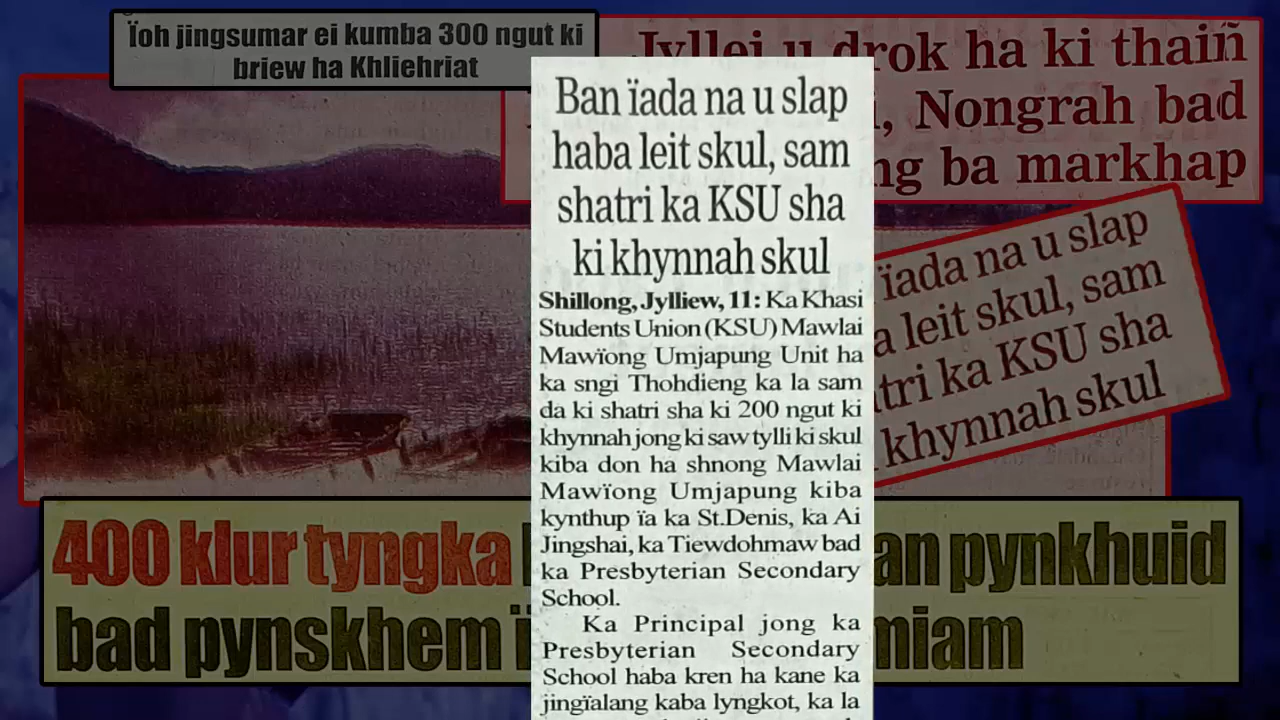 Ïoh jingsumar ei kumba 300 ngut ki
briew ha Khliehriat
Jyllei u drok ha ki thaiñ
Nongrah bad
ba markhap
Ban ïada na u slap
haba leit skul, sam
shatri ka KSU sha
ki khynnah skul
Shillong, Jylliew, 11: Ka Khasi
Students Union (KSU) Mawlai
Mawïong Umjapung Unit ha
ka sngi Thohdieng ka la sam
da ki shatri sha ki 200 ngut ki
khynnah jong ki saw tylli ki skul
kiba don ha shnong Mawlai
Mawïong Umjapung kiba
kynthup ïa ka St.Denis, ka Ai
Jingshai, ka Tiewdohmaw bad
ka Presbyterian Secondary
School.
Ka Principal jong ka
Presbyterian Secondary
School haba kren ha kane ka
jingïalang kaba lyngkot, ka la
ïada na u slap
leit skul, sam
ka KSU sha
khynnah skul
400 klur tyngka pynkhuid
bad pynskhem